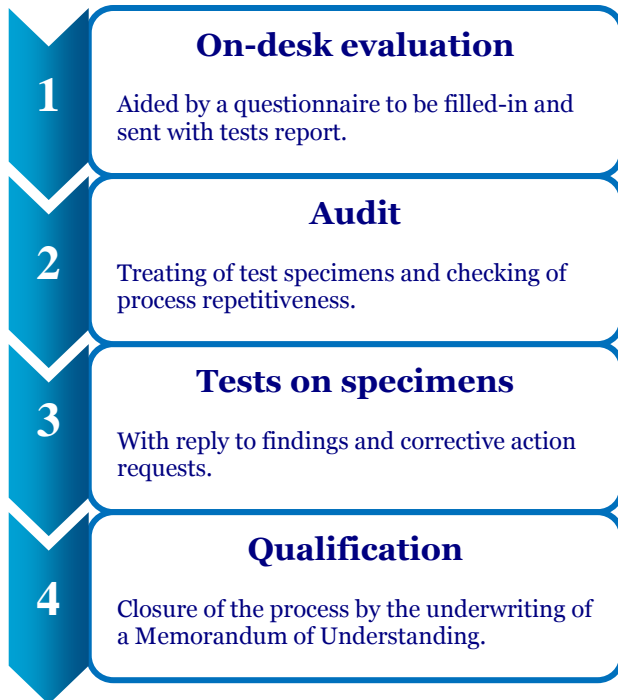 1
On-desk evaluation
Aided by a questionnaire to be filled-in and
sent with tests report.
2
Audit
Treating of test specimens and checking of
process repetitiveness.
3
Tests on specimens
With reply to findings and corrective action
requests.
4
Qualification
Closure of the process by the underwriting of
a Memorandum of Understanding.